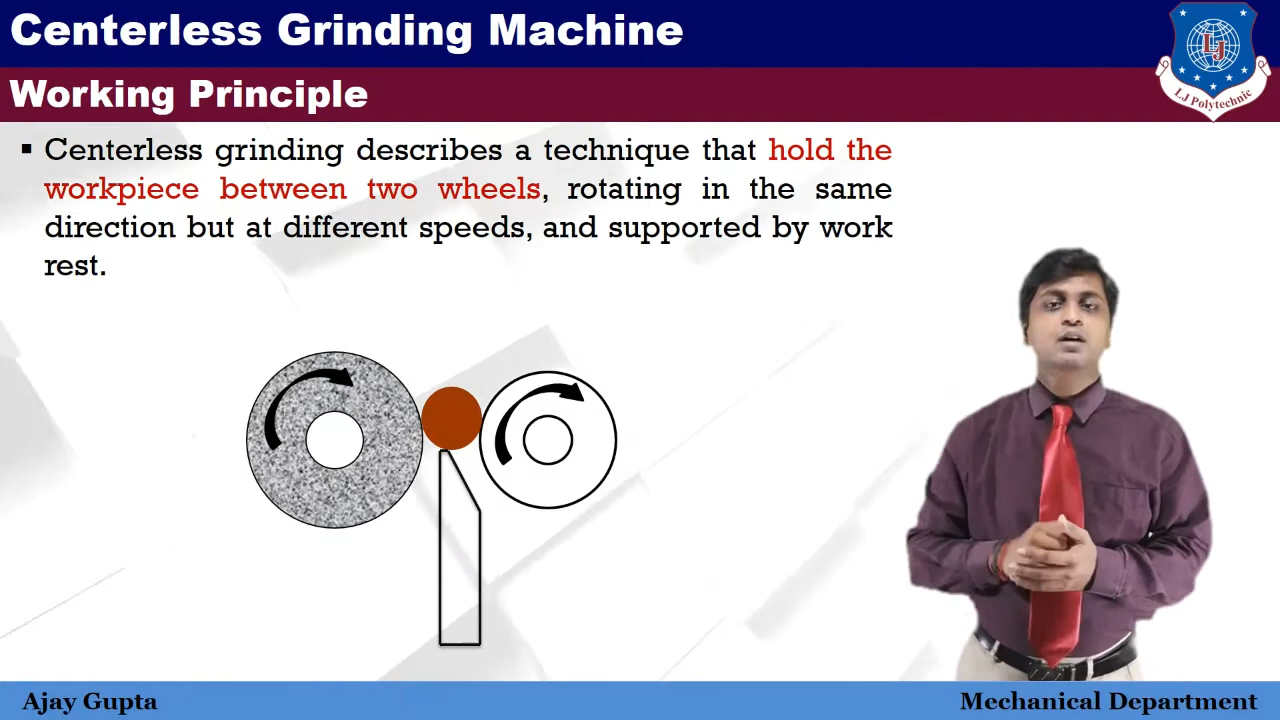 Centerless Grinding Machine
Working Principle
LJ
LJ Polytechnic
▪ Centerless grinding describes a technique that hold the
workpiece between two wheels, rotating in the same
direction but at different speeds, and supported by work
rest.
Ajay Gupta
Mechanical Department